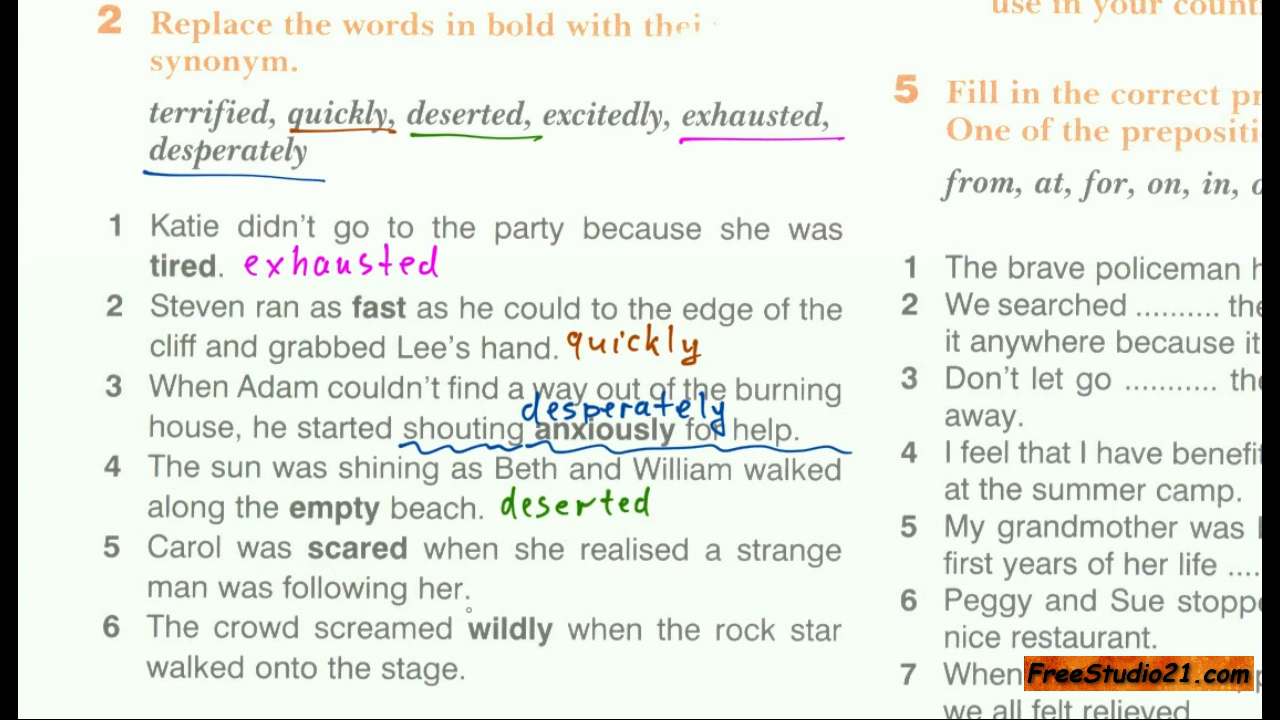 2 Replace the words in bold with their
synonym.
terrified, quickly, deserted, excitedly, exhausted,
desperately
1 Katie didn't go to the party because she was
tired. exhausted
2 Steven ran as fast as he could to the edge of the
cliff and grabbed Lee's hand. quickly
3 When Adam couldn't find a way out of the burning
desperately
house, he started shouting anxiously for help.
4 The sun was shining as Beth and William walked
along the empty beach. deserted
5 Carol was scared when she realised a strange
man was following her.
6 The crowd screamed wildly when the rock star
walked onto the stage.
use in your
5 Fill in the correct
One of the
from, at, for, on, in,
1 The brave policeman
2 We searched .......... the
it anywhere because it
3 Don't let go ...........
away.
4 I feel that I have
at the summer camp.
5 My grandmother was
first years of her life ....
6 Peggy and Sue
nice restaurant.
7 When
we all felt relieved
FreeStudio21.com